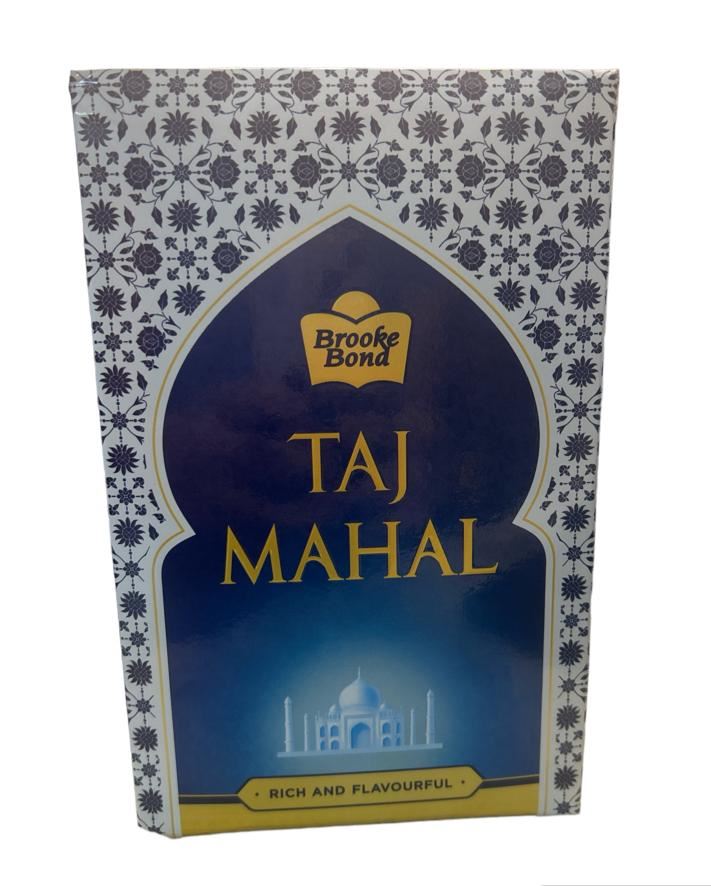 Brooke
Bond
TAJ
MAHAL
• RICH AND FLAVOURFUL •